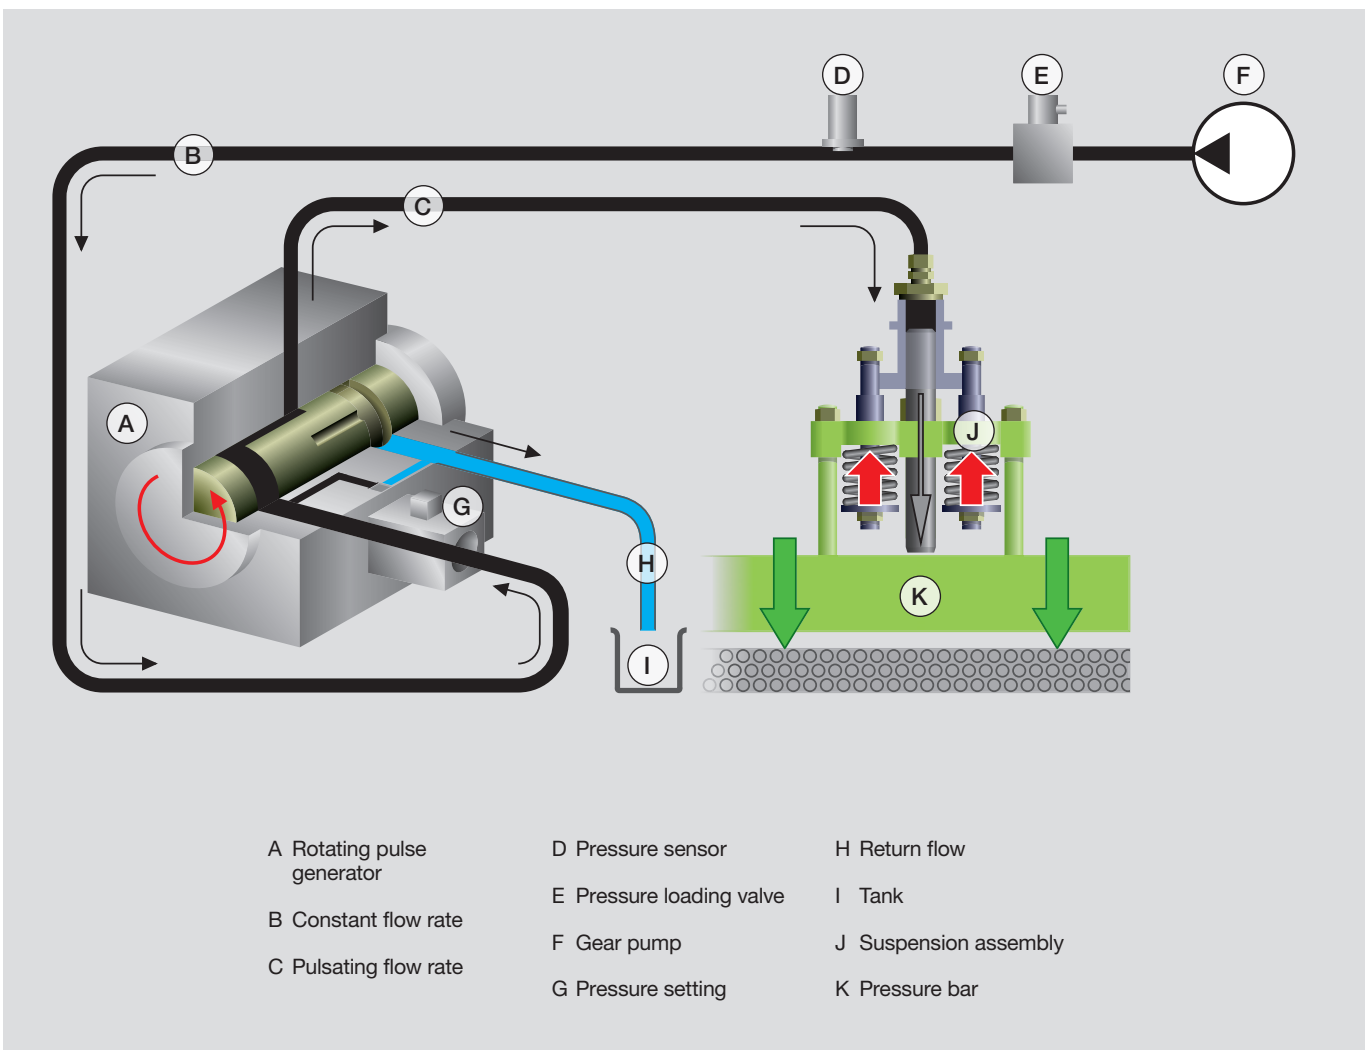 D
E
F
B
C
A
J
G
H
K
I
A Rotating pulse
generator
B Constant flow rate
C Pulsating flow rate
D Pressure sensor
E Pressure loading valve
F Gear pump
G Pressure setting
H Return flow
I Tank
J Suspension assembly
K Pressure bar